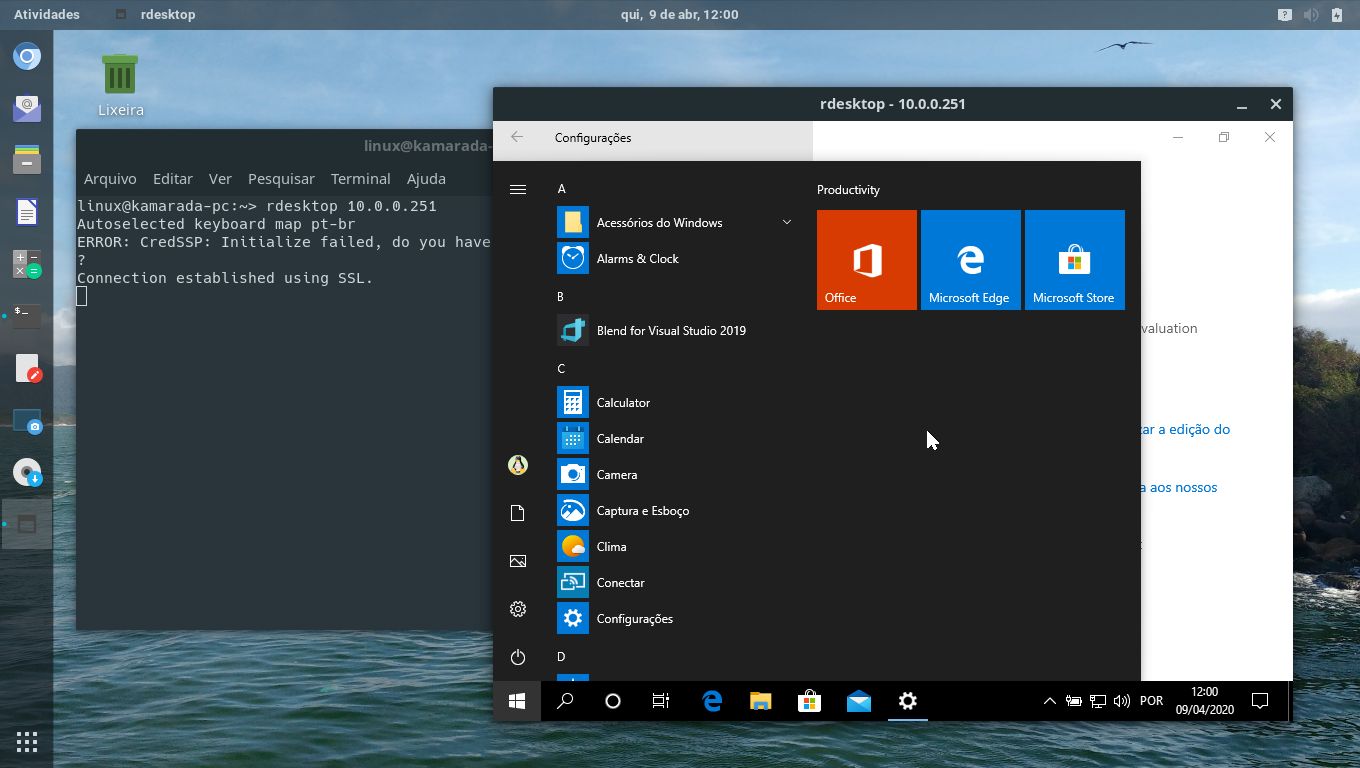 Atividades
rdesktop
qui, 9 de abr, 12:00
Lixeira
linux@kamarada-
Arquivo Editar Ver Pesquisar Terminal Ajuda
linux@kamarada-pc:~> rdesktop 10.0.0.251
Autoselected keyboard map pt-br
ERROR: CredSSP: Initialize failed, do you have
?
Connection established using SSL.
rdesktop - 10.0.0.251
Configurações
A
Acessórios do Windows
Alarms & Clock
B
Blend for Visual Studio 2019
C
Calculator
Calendar
Camera
Captura e Esboço
Clima
Conectar
Configurações
D
Productivity
Office
Microsoft Edge
Microsoft Store
valuation
ar a edição do
a aos nossos
POR
12:00
09/04/2020